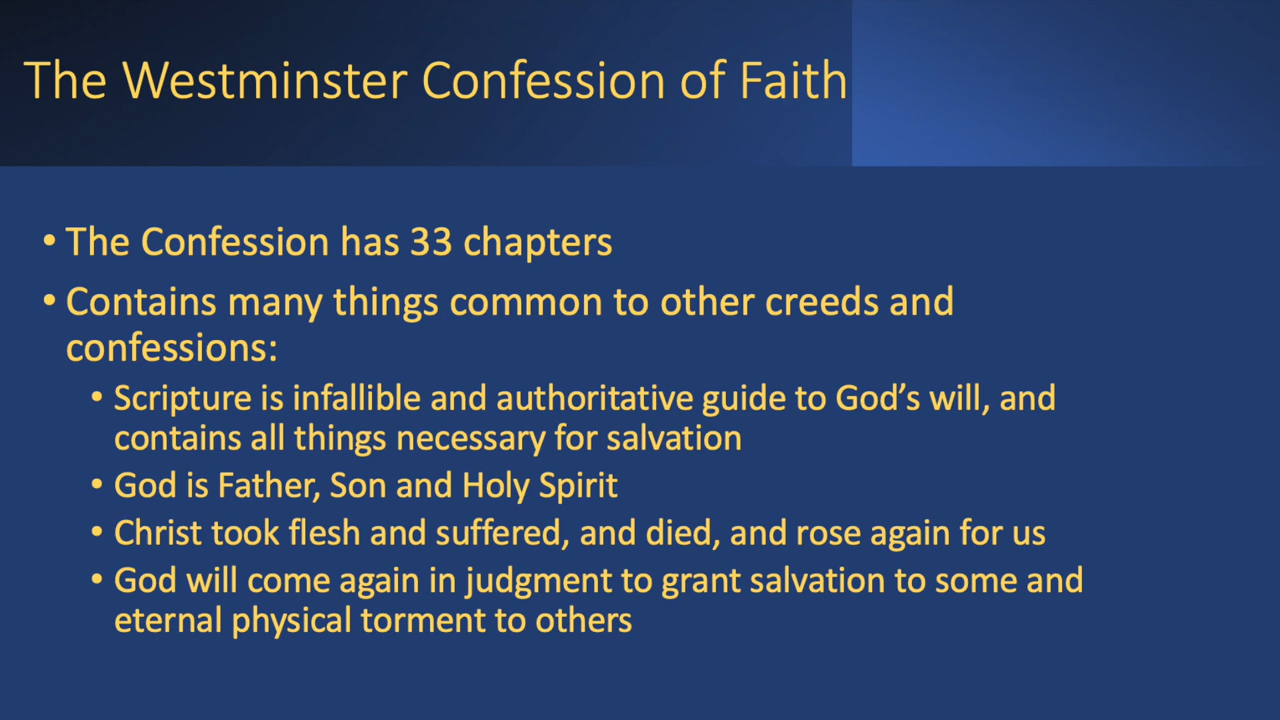 The Westminster Confession of Faith
• The Confession has 33 chapters
• Contains many things common to other creeds and
confessions:
• Scripture is infallible and authoritative guide to God’s will, and
contains all things necessary for salvation
• God is Father, Son and Holy Spirit
• Christ took flesh and suffered, and died, and rose again for us
• God will come again in judgment to grant salvation to some and
eternal physical torment to others